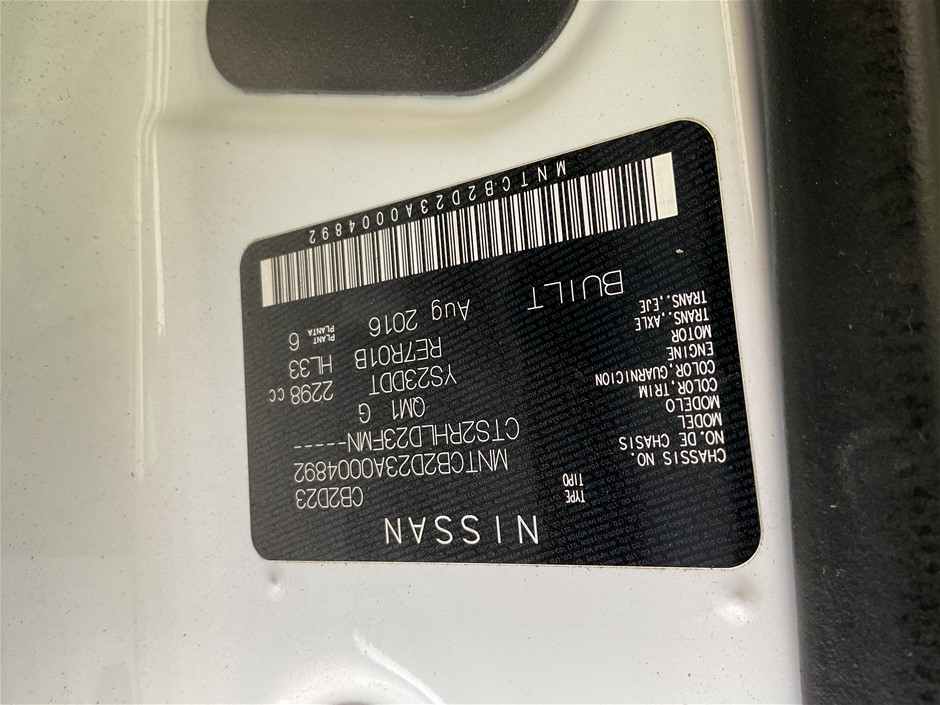 NISSAN
TYPE CB2D23
TIPO
CHASSIS NO. MNTCB2D23A0004892
NO.DE CHASIS
MODEL CTS2RHLD23FMN-----
MODELO
COLOR,TRIM QM1 G
COLOR,GUARNICION
ENGINE YS23DDT 2298 cc
MOTOR
TRANS.,AXLE RE7R01B HL33
TRANS.,EJE
PLANT 6
PLANTA
BUILT Aug 2016
MNTCB2D23A0004892